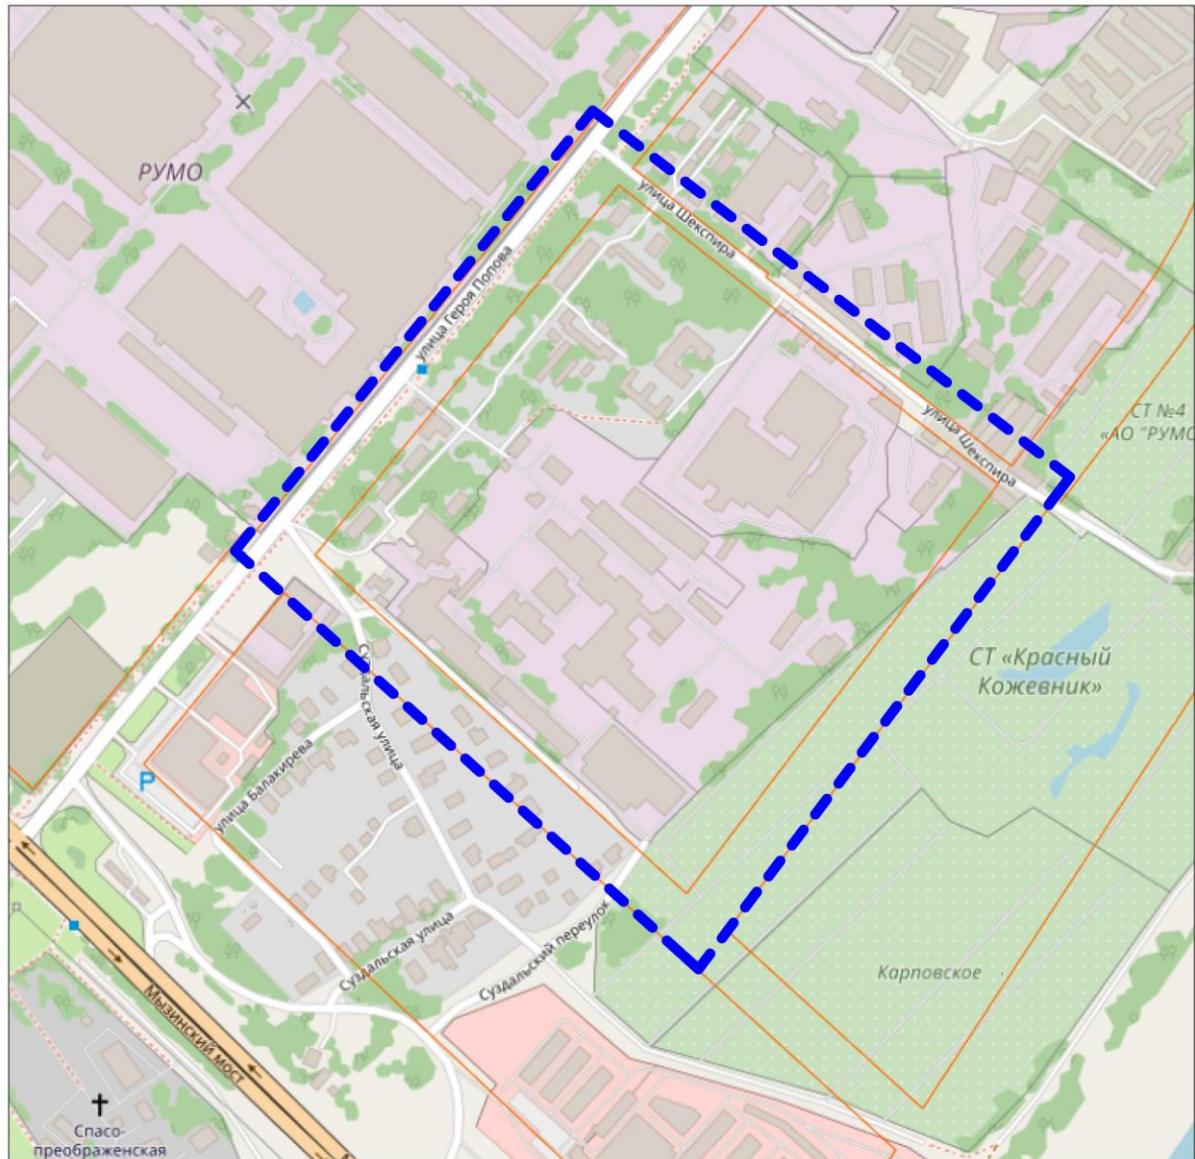 РУМО
улица Шекспира
улица Героя Попова
улица Шекспира
СТ №4
«АО "РУМО
СТ «Красный
Кожевник»
Суздальская улица
P
улица Балакирева
Суздальская улица
Суздальский переулок
Карповское
Мызинский мост
Спасо-
преображенская